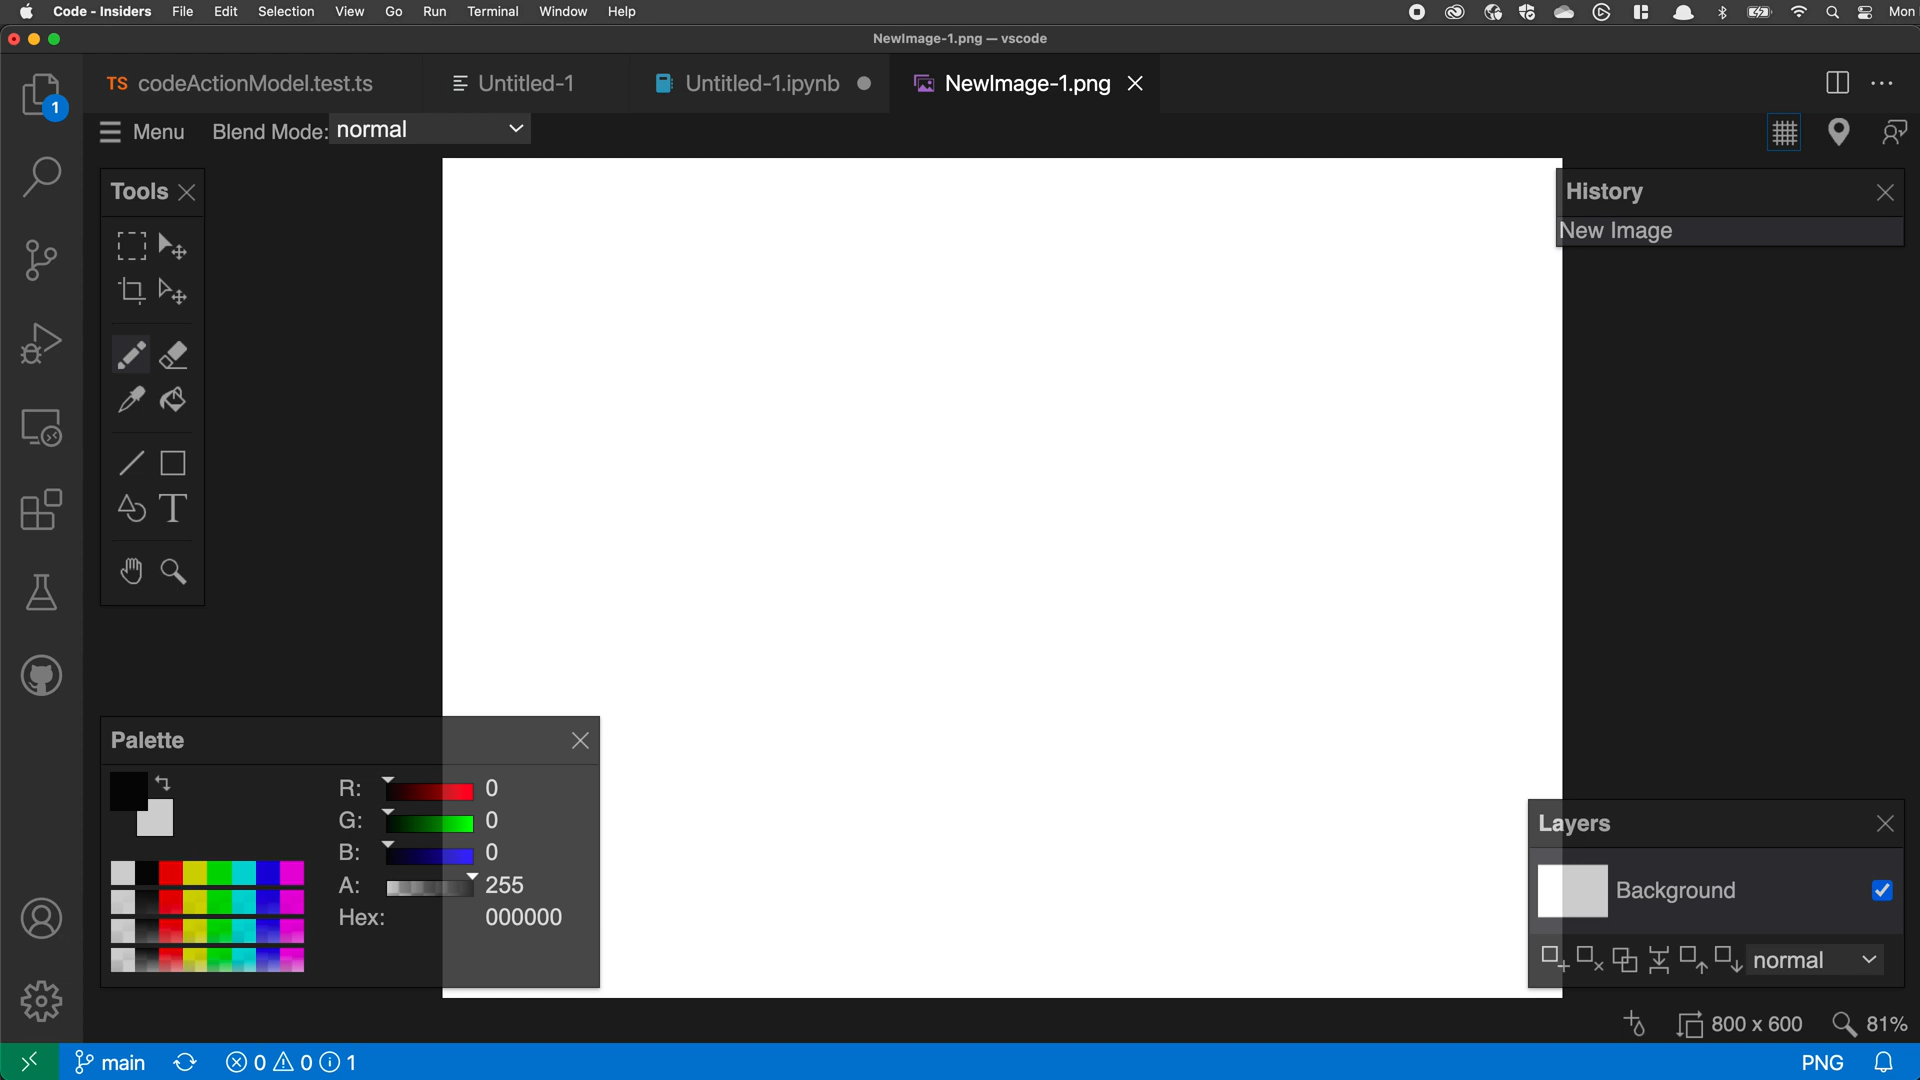 Code - Insiders File Edit Selection View Go Run Terminal Window Help Mon
NewImage-1.png — vscode
TS codeActionModel.test.ts Untitled-1 Untitled-1.ipynb NewImage-1.png
1
Menu Blend Mode: normal
Tools
History
New Image
T
Palette
R: 0
G: 0
B: 0
A: 255
Hex: 000000
Layers
Background
normal
800 x 600 81%
main 0 0 1 PNG